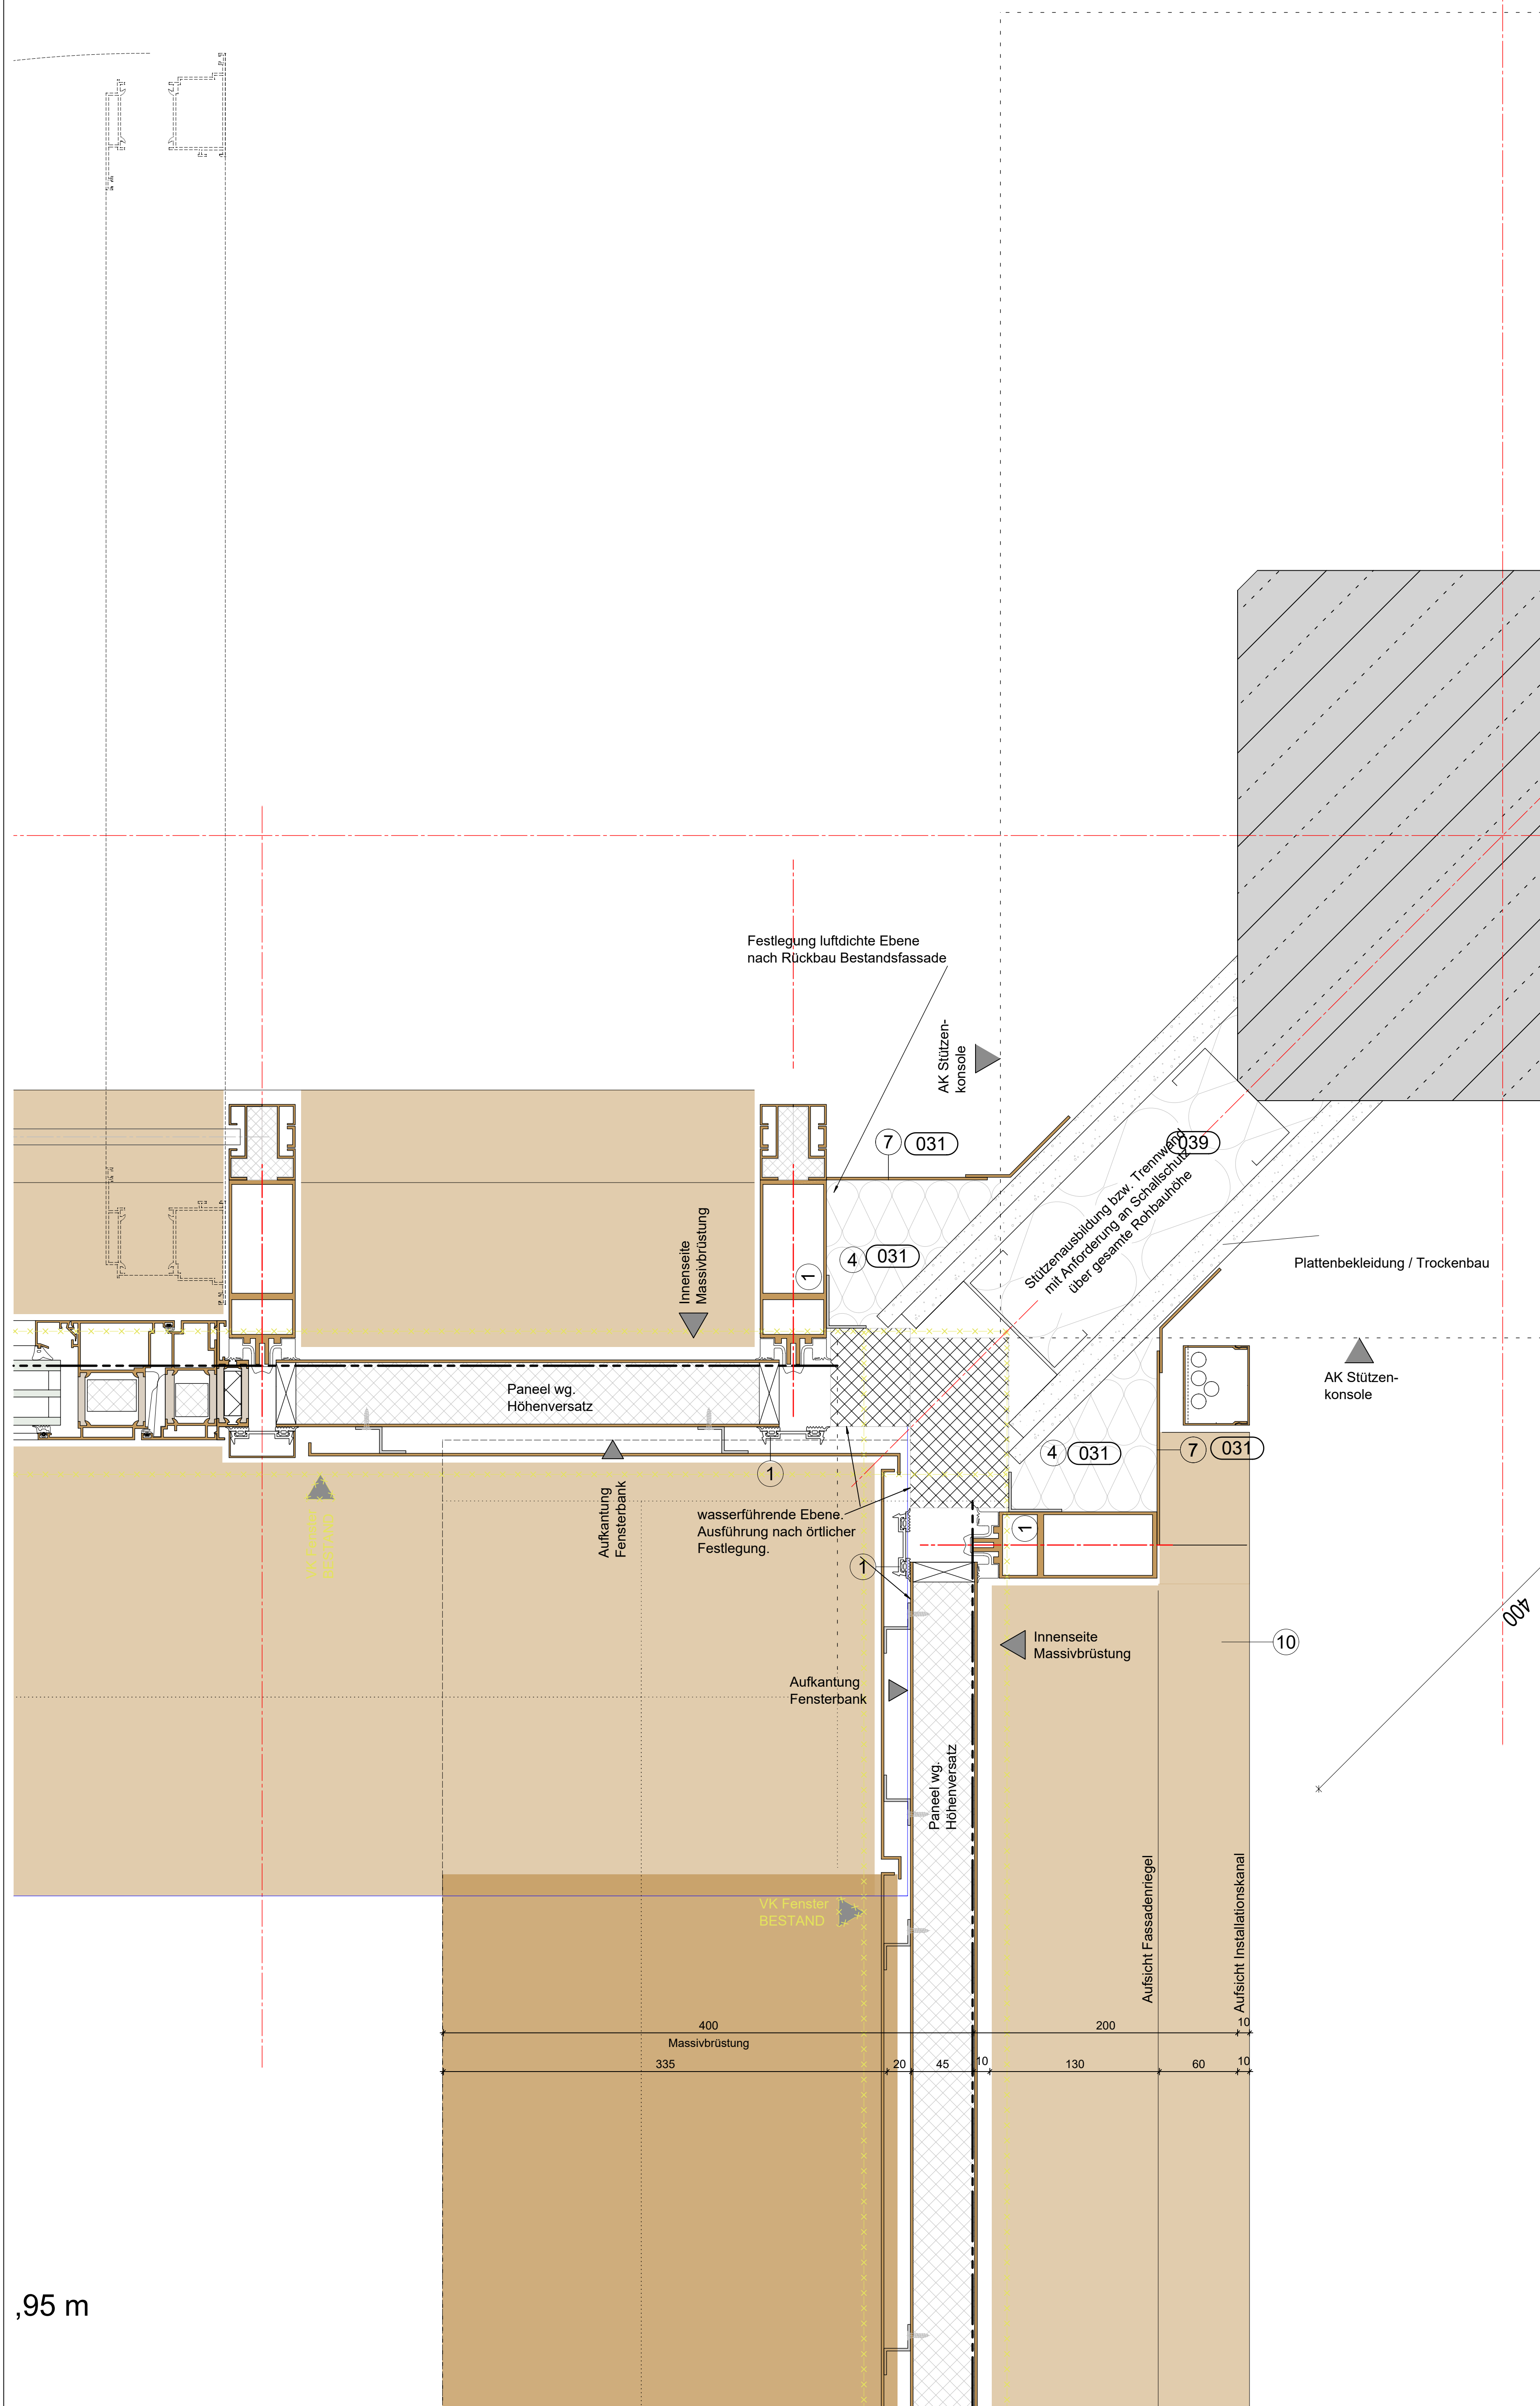 Festlegung luftdichte Ebene
nach Rückbau Bestandsfassade
AK Stützen-
konsole
7
031
039
4
031
Stützenausbildung bzw. Trennwand
mit Anforderung an Schallschutz
über gesamte Rohbauhöhe
Plattenbekleidung / Trockenbau
Innenseite
Massivbrüstung
1
AK Stützen-
konsole
Paneel wg.
Höhenversatz
4
031
7
031
1
VK Fenster
BESTAND
Aufkantung
Fensterbank
wasserführende Ebene.
Ausführung nach örtlicher
Festlegung.
1
1
400
Innenseite
Massivbrüstung
10
Aufkantung
Fensterbank
Paneel wg.
Höhenversatz
VK Fenster
BESTAND
Aufsicht Fassadenriegel
Aufsicht Installationskanal
400
200
10
Massivbrüstung
335
20
45
10
130
60
10
,95 m